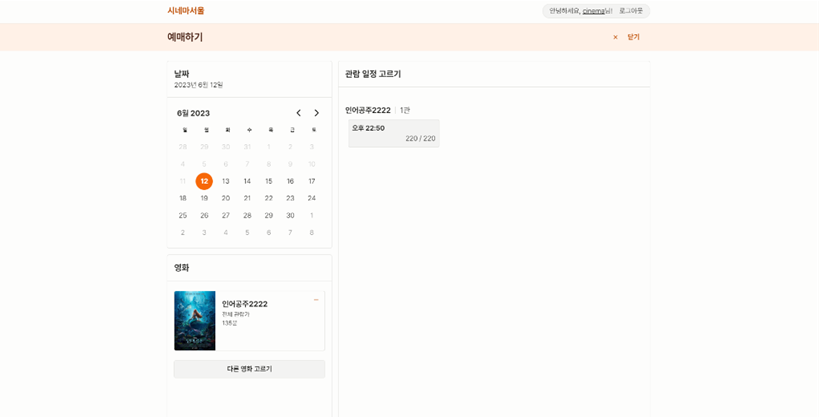 시네마서울
안녕하세요, cinema님! 로그아웃
예매하기
× 닫기
날짜
2023년 6월 12일
6월 2023
일 월 화 수 목 금 토
28 29 30 31 1 2 3
4 5 6 7 8 9 10
11 12 13 14 15 16 17
18 19 20 21 22 23 24
25 26 27 28 29 30 1
2 3 4 5 6 7 8
영화
인어공주2222
전체 관람가
135분
다른 영화 고르기
관람 일정 고르기
인어공주2222 | 1관
오후 22:50
220 / 220